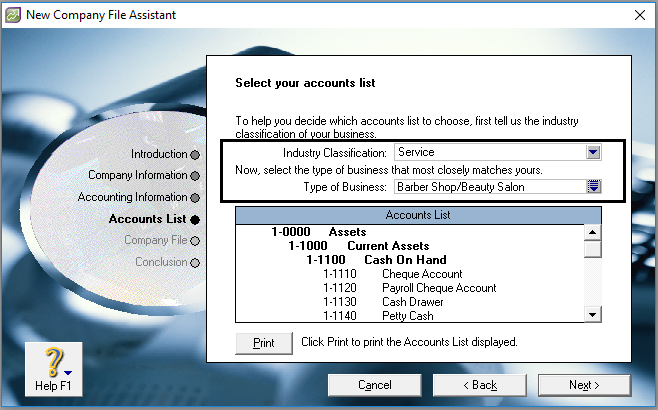 New Company File Assistant
Select your accounts list
To help you decide which accounts list to choose, first tell us the industry
classification of your business.
Industry Classification: Service
Now, select the type of business that most closely matches yours.
Type of Business: Barber Shop/Beauty Salon
Introduction
Company Information
Accounting Information
Accounts List
Company File
Conclusion
Accounts List
1-0000 Assets
1-1000 Current Assets
1-1100 Cash On Hand
1-1110 Cheque Account
1-1120 Payroll Cheque Account
1-1130 Cash Drawer
1-1140 Petty Cash
Print Click Print to print the Accounts List displayed.
?
Help F1
Cancel
< Back
Next >